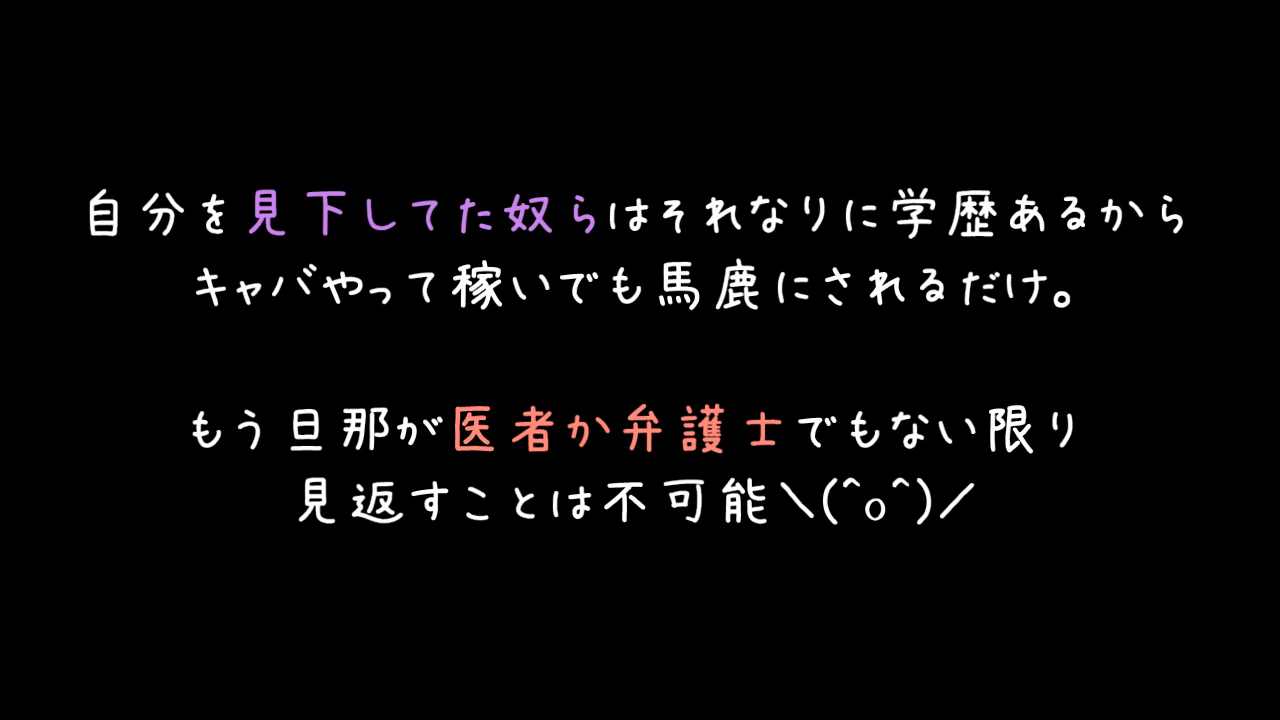 自分を見下してた奴らはそれなりに学歴あるから
キャバやって稼いでも馬鹿にされるだけ。
もう旦那が医者か弁護士でもない限り
見返すことは不可能＼(^o^)／